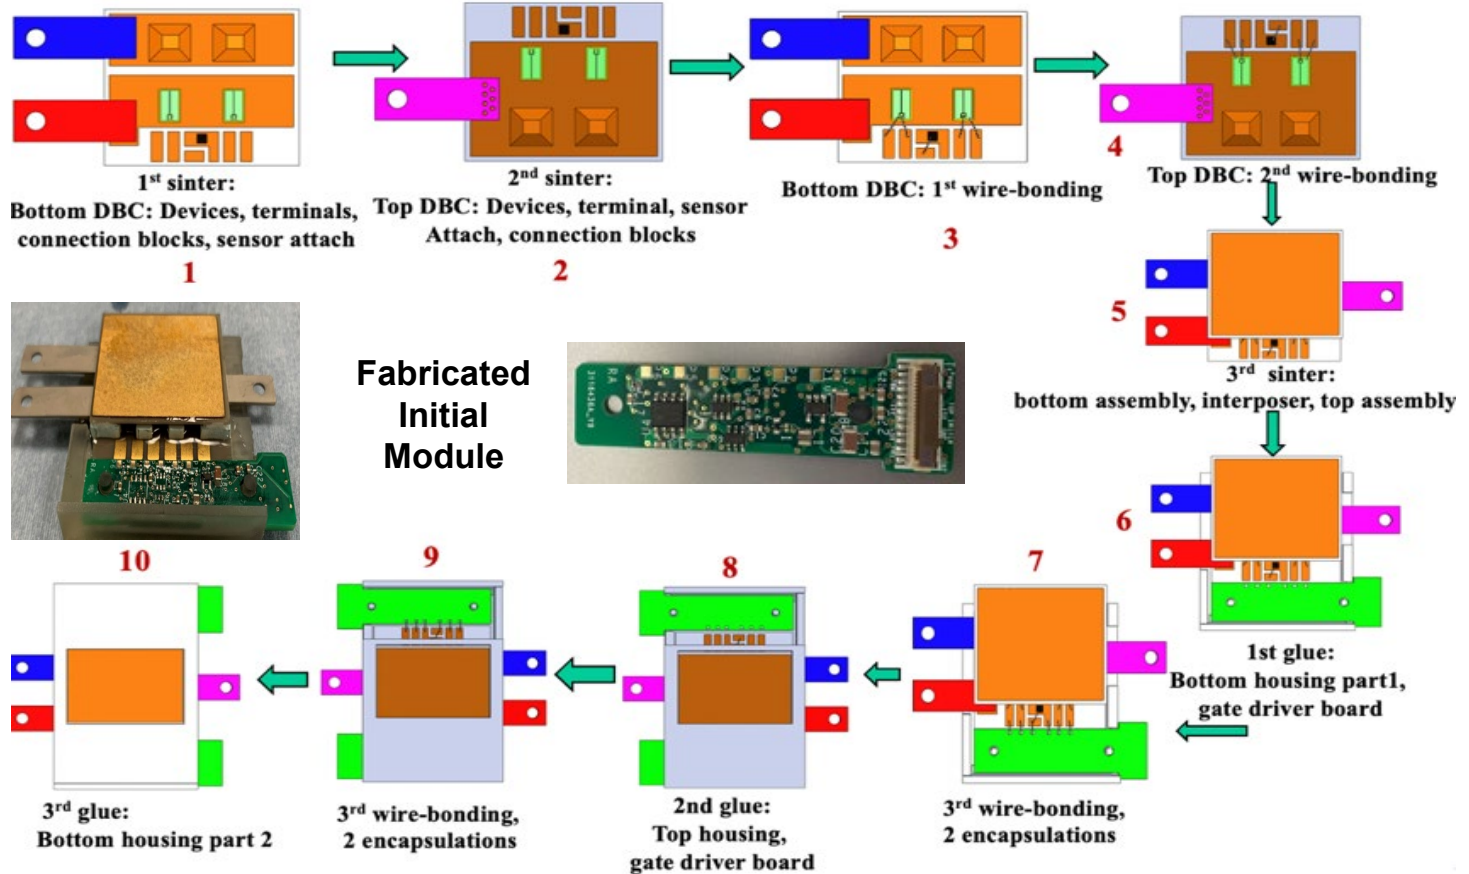 1st sinter:
Bottom DBC: Devices, terminals,
connection blocks, sensor attach
1
2nd sinter:
Top DBC: Devices, terminal, sensor
Attach, connection blocks
2
Bottom DBC: 1st wire-bonding
3
4
Top DBC: 2nd wire-bonding
5
3rd sinter:
bottom assembly, interposer, top assembly
Fabricated
Initial
Module
RA
6
1st glue:
Bottom housing part1,
gate driver board
7
3rd wire-bonding,
2 encapsulations
8
2nd glue:
Top housing,
gate driver board
9
3rd wire-bonding,
2 encapsulations
10
3rd glue:
Bottom housing part 2